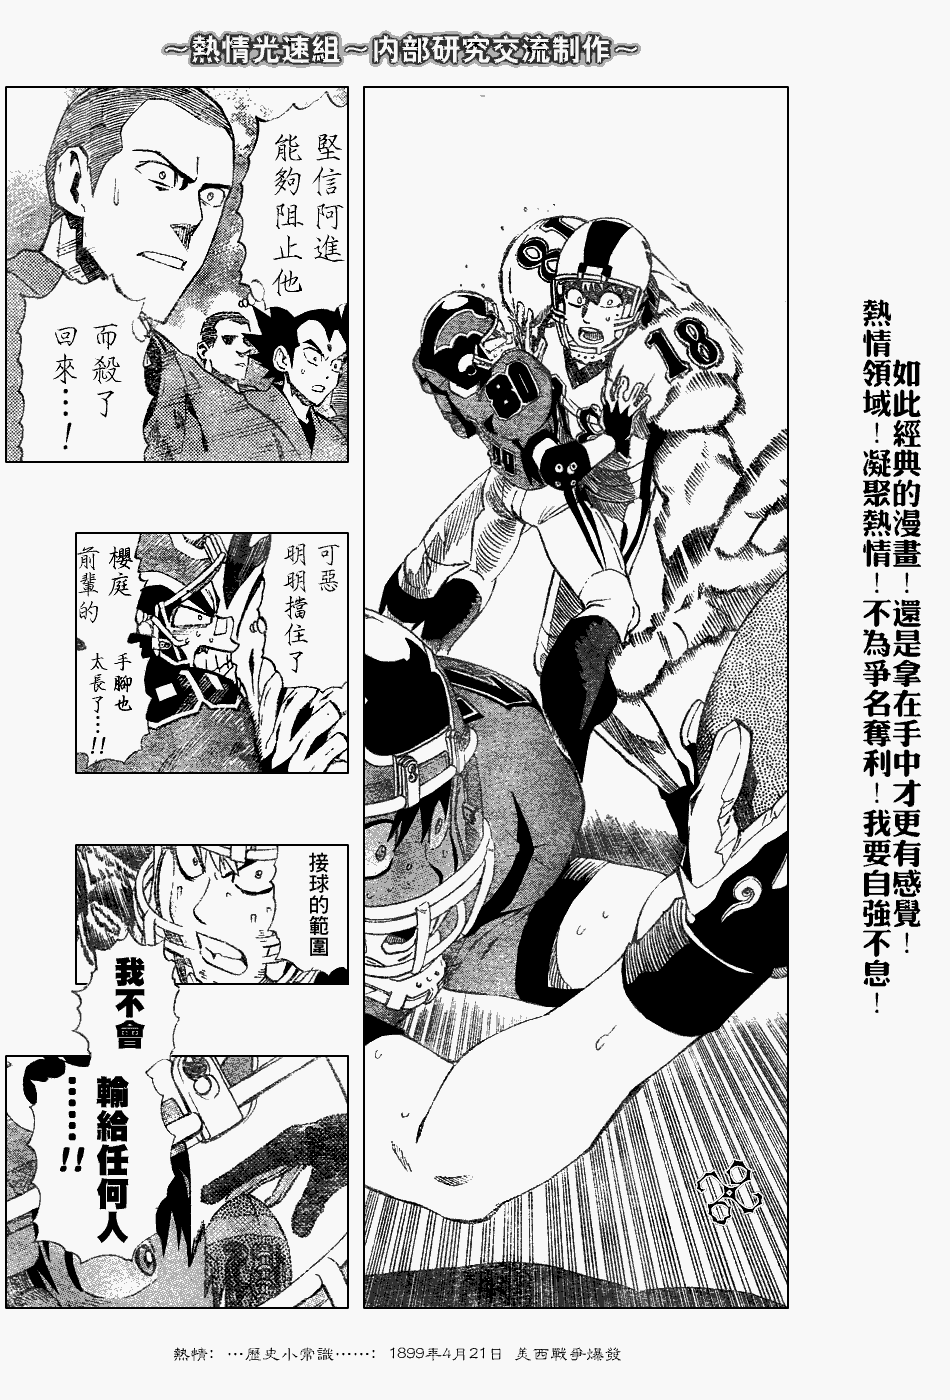 ～熱情光速組～内部研究交流制作～
如此經典的漫畫！還是拿在手中才更有感覺！
熱情領域！凝聚熱情！不為爭名奪利！我要自強不息！
81
18
80
80
堅信阿進
能夠阻止他
而殺了
回來…！
可惡
明明擋住了
櫻庭
前輩的
手腳也
太長了…!!
接球的範圍
我不會
輸給任何人
……!!
熱情：…歷史小常識……：1899年4月21日 美西戰爭爆發